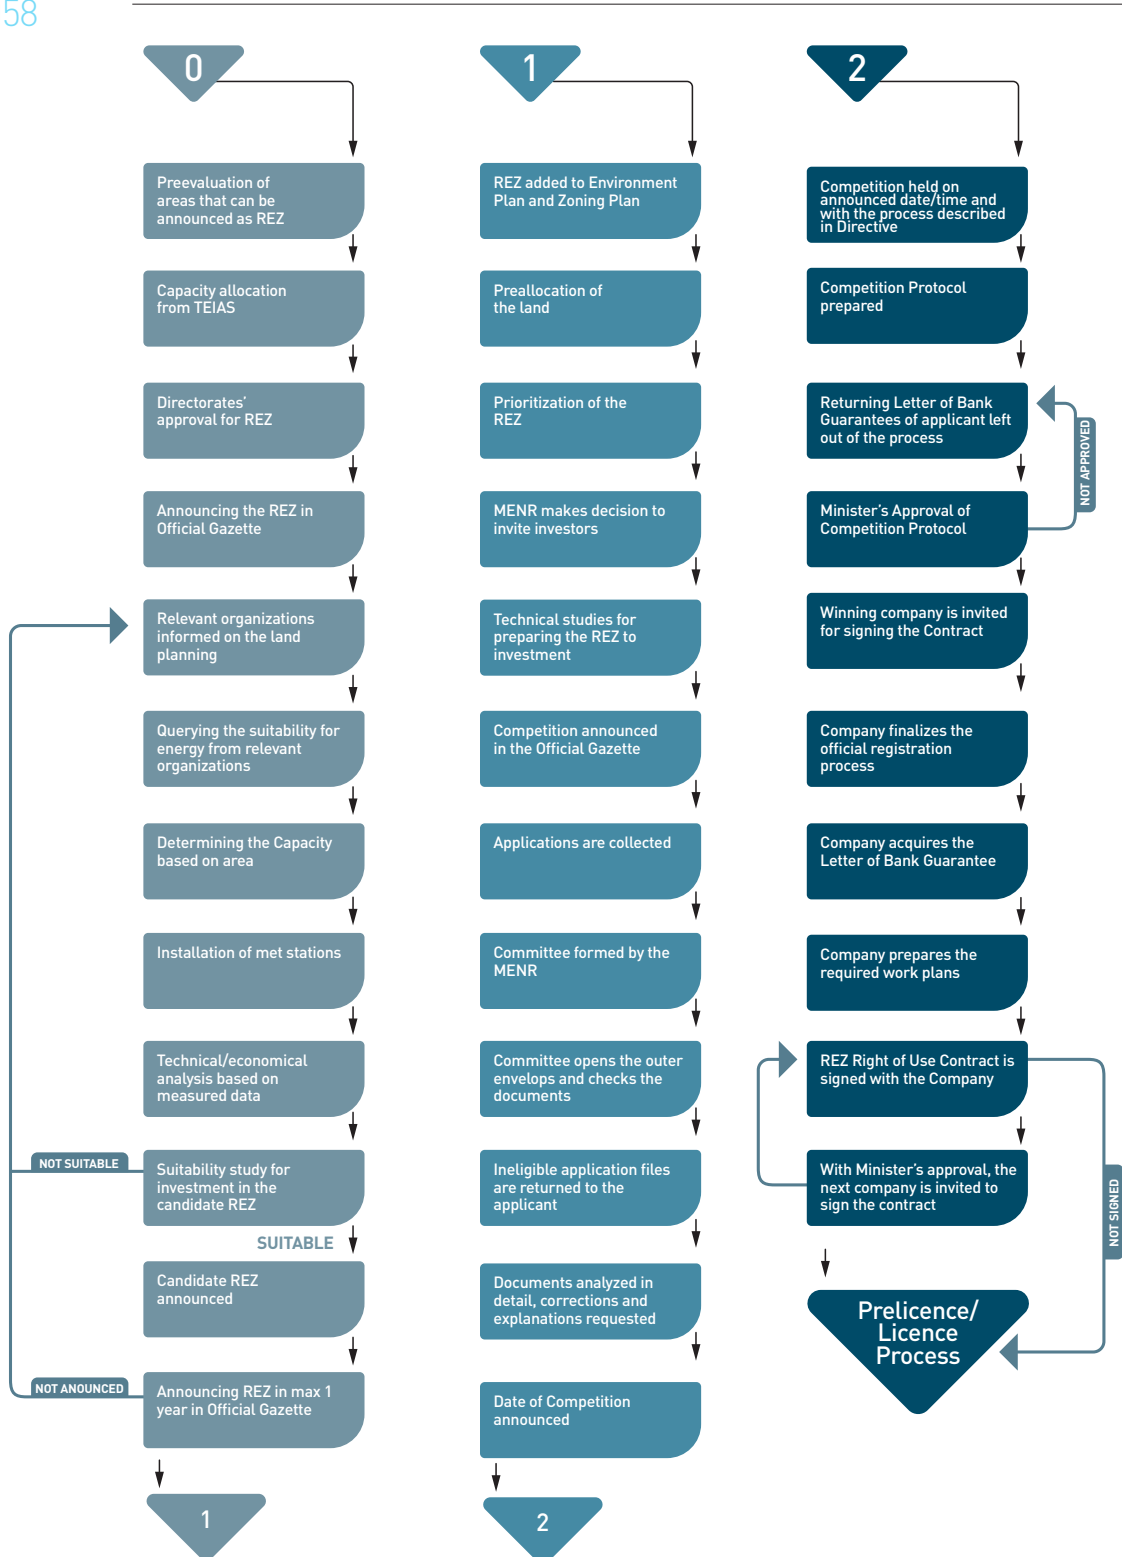 58
0
Preevaluation of
areas that can be
announced as REZ
Capacity allocation
from TEIAS
Directorates'
approval for REZ
Announcing the REZ in
Official Gazette
Relevant organizations
informed on the land
planning
Querying the suitability for
energy from relevant
organizations
Determining the Capacity
based on area
Installation of met stations
Technical/economical
analysis based on
measured data
NOT SUITABLE
Suitability study for
investment in the
candidate REZ
SUITABLE
Candidate REZ
announced
NOT ANOUNCED
Announcing REZ in max 1
year in Official Gazette
1
1
REZ added to Environment
Plan and Zoning Plan
Preallocation of
the land
Prioritization of the
REZ
MENR makes decision to
invite investors
Technical studies for
preparing the REZ to
investment
Competition announced
in the Official Gazette
Applications are collected
Committee formed by the
MENR
Committee opens the outer
envelops and checks the
documents
Ineligible application files
are returned to the
applicant
Documents analyzed in
detail, corrections and
explanations requested
Date of Competition
announced
2
2
Competition held on
announced date/time and
with the process described
in Directive
Competition Protocol
prepared
Returning Letter of Bank
Guarantees of applicant left
out of the process
NOT APPROVED
Minister's Approval of
Competition Protocol
Winning company is invited
for signing the Contract
Company finalizes the
official registration
process
Company acquires the
Letter of Bank Guarantee
Company prepares the
required work plans
REZ Right of Use Contract is
signed with the Company
With Minister's approval, the
next company is invited to
sign the contract
NOT SIGNED
Prelicence/
Licence
Process